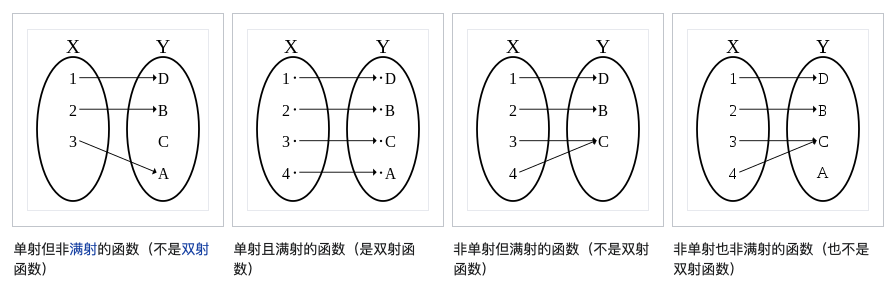 X Y
1 D
2 B
3 C
A
X Y
1 D
2 B
3 C
4 A
X Y
1 D
2 B
3 C
4
X Y
1 D
2 B
3 C
4 A
单射但非满射的函数（不是双射
函数）
单射且满射的函数（是双射函
数）
非单射但满射的函数（不是双射
函数）
非单射也非满射的函数（也不是
双射函数）